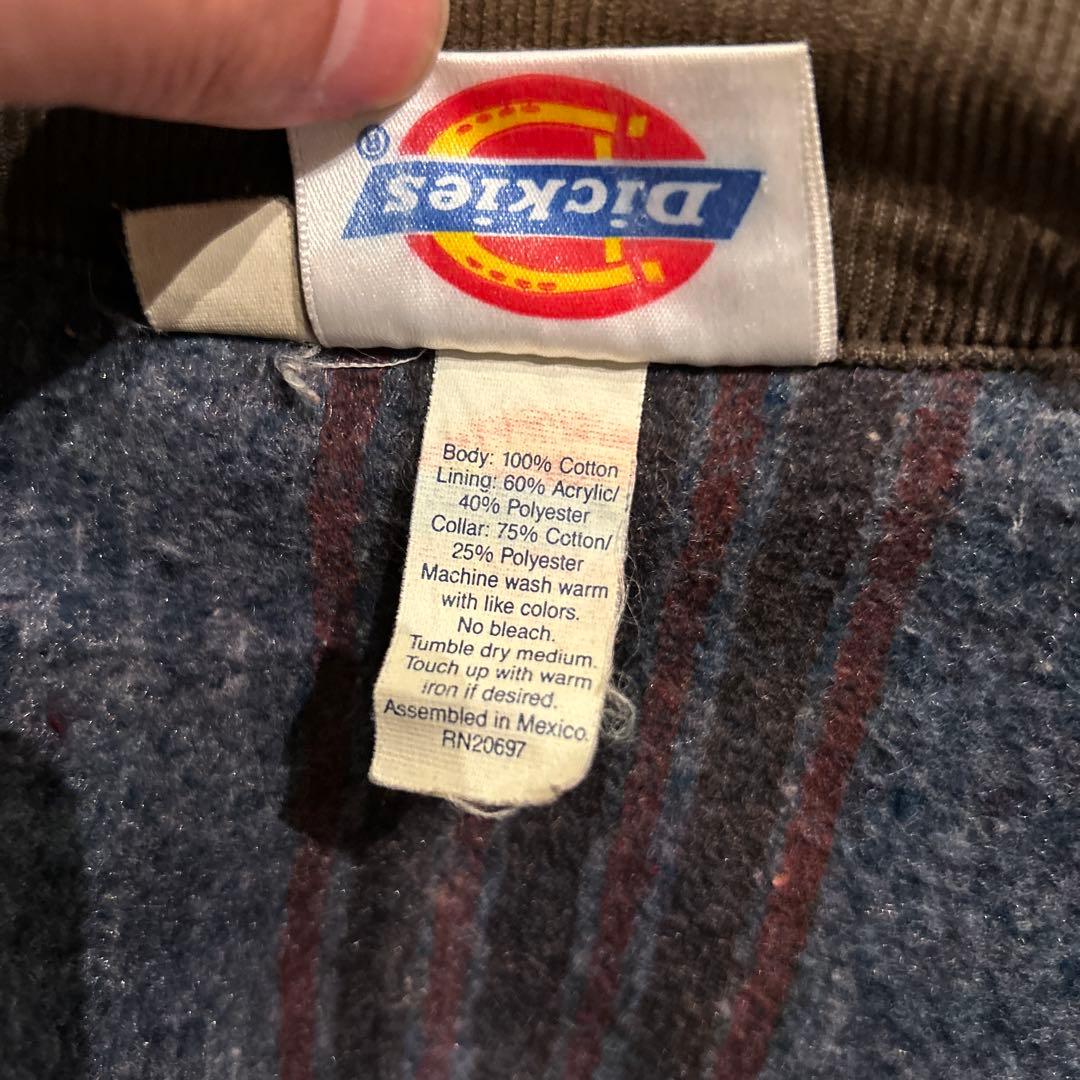 Dickies
®
Body: 100% Cotton
Lining: 60% Acrylic/
40% Polyester
Collar: 75% Cotton/
25% Polyester
Machine wash warm
with like colors.
No bleach.
Tumble dry medium.
Touch up with warm
iron if desired.
Assembled in Mexico.
RN20697